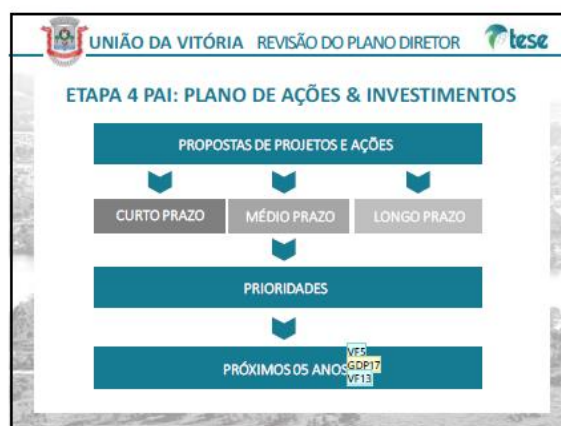 UNIÃO DA VITÓRIA REVISÃO DO PLANO DIRETOR tese
ETAPA 4 PAI: PLANO DE AÇÕES & INVESTIMENTOS
PROPOSTAS DE PROJETOS E AÇÕES
CURTO PRAZO MÉDIO PRAZO LONGO PRAZO
PRIORIDADES
PRÓXIMOS 05 ANOS
VF5
GDP17
VF13